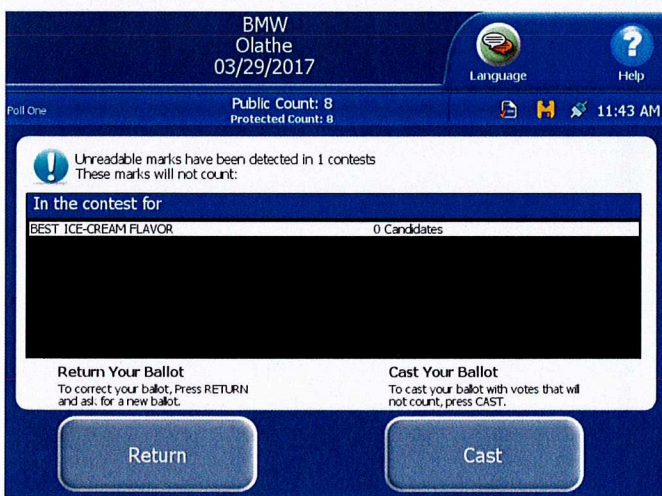 BMW
Olathe
03/29/2017
Language
Help
Poll One
Public Count: 8
Protected Count: 8
11:43 AM
Unreadable marks have been detected in 1 contests
These marks will not count:
In the contest for
BEST ICE-CREAM FLAVOR 0 Candidates
Return Your Ballot
To correct your ballot, Press RETURN
and ask for a new ballot.
Cast Your Ballot
To cast your ballot with votes that will
not count, press CAST.
Return
Cast